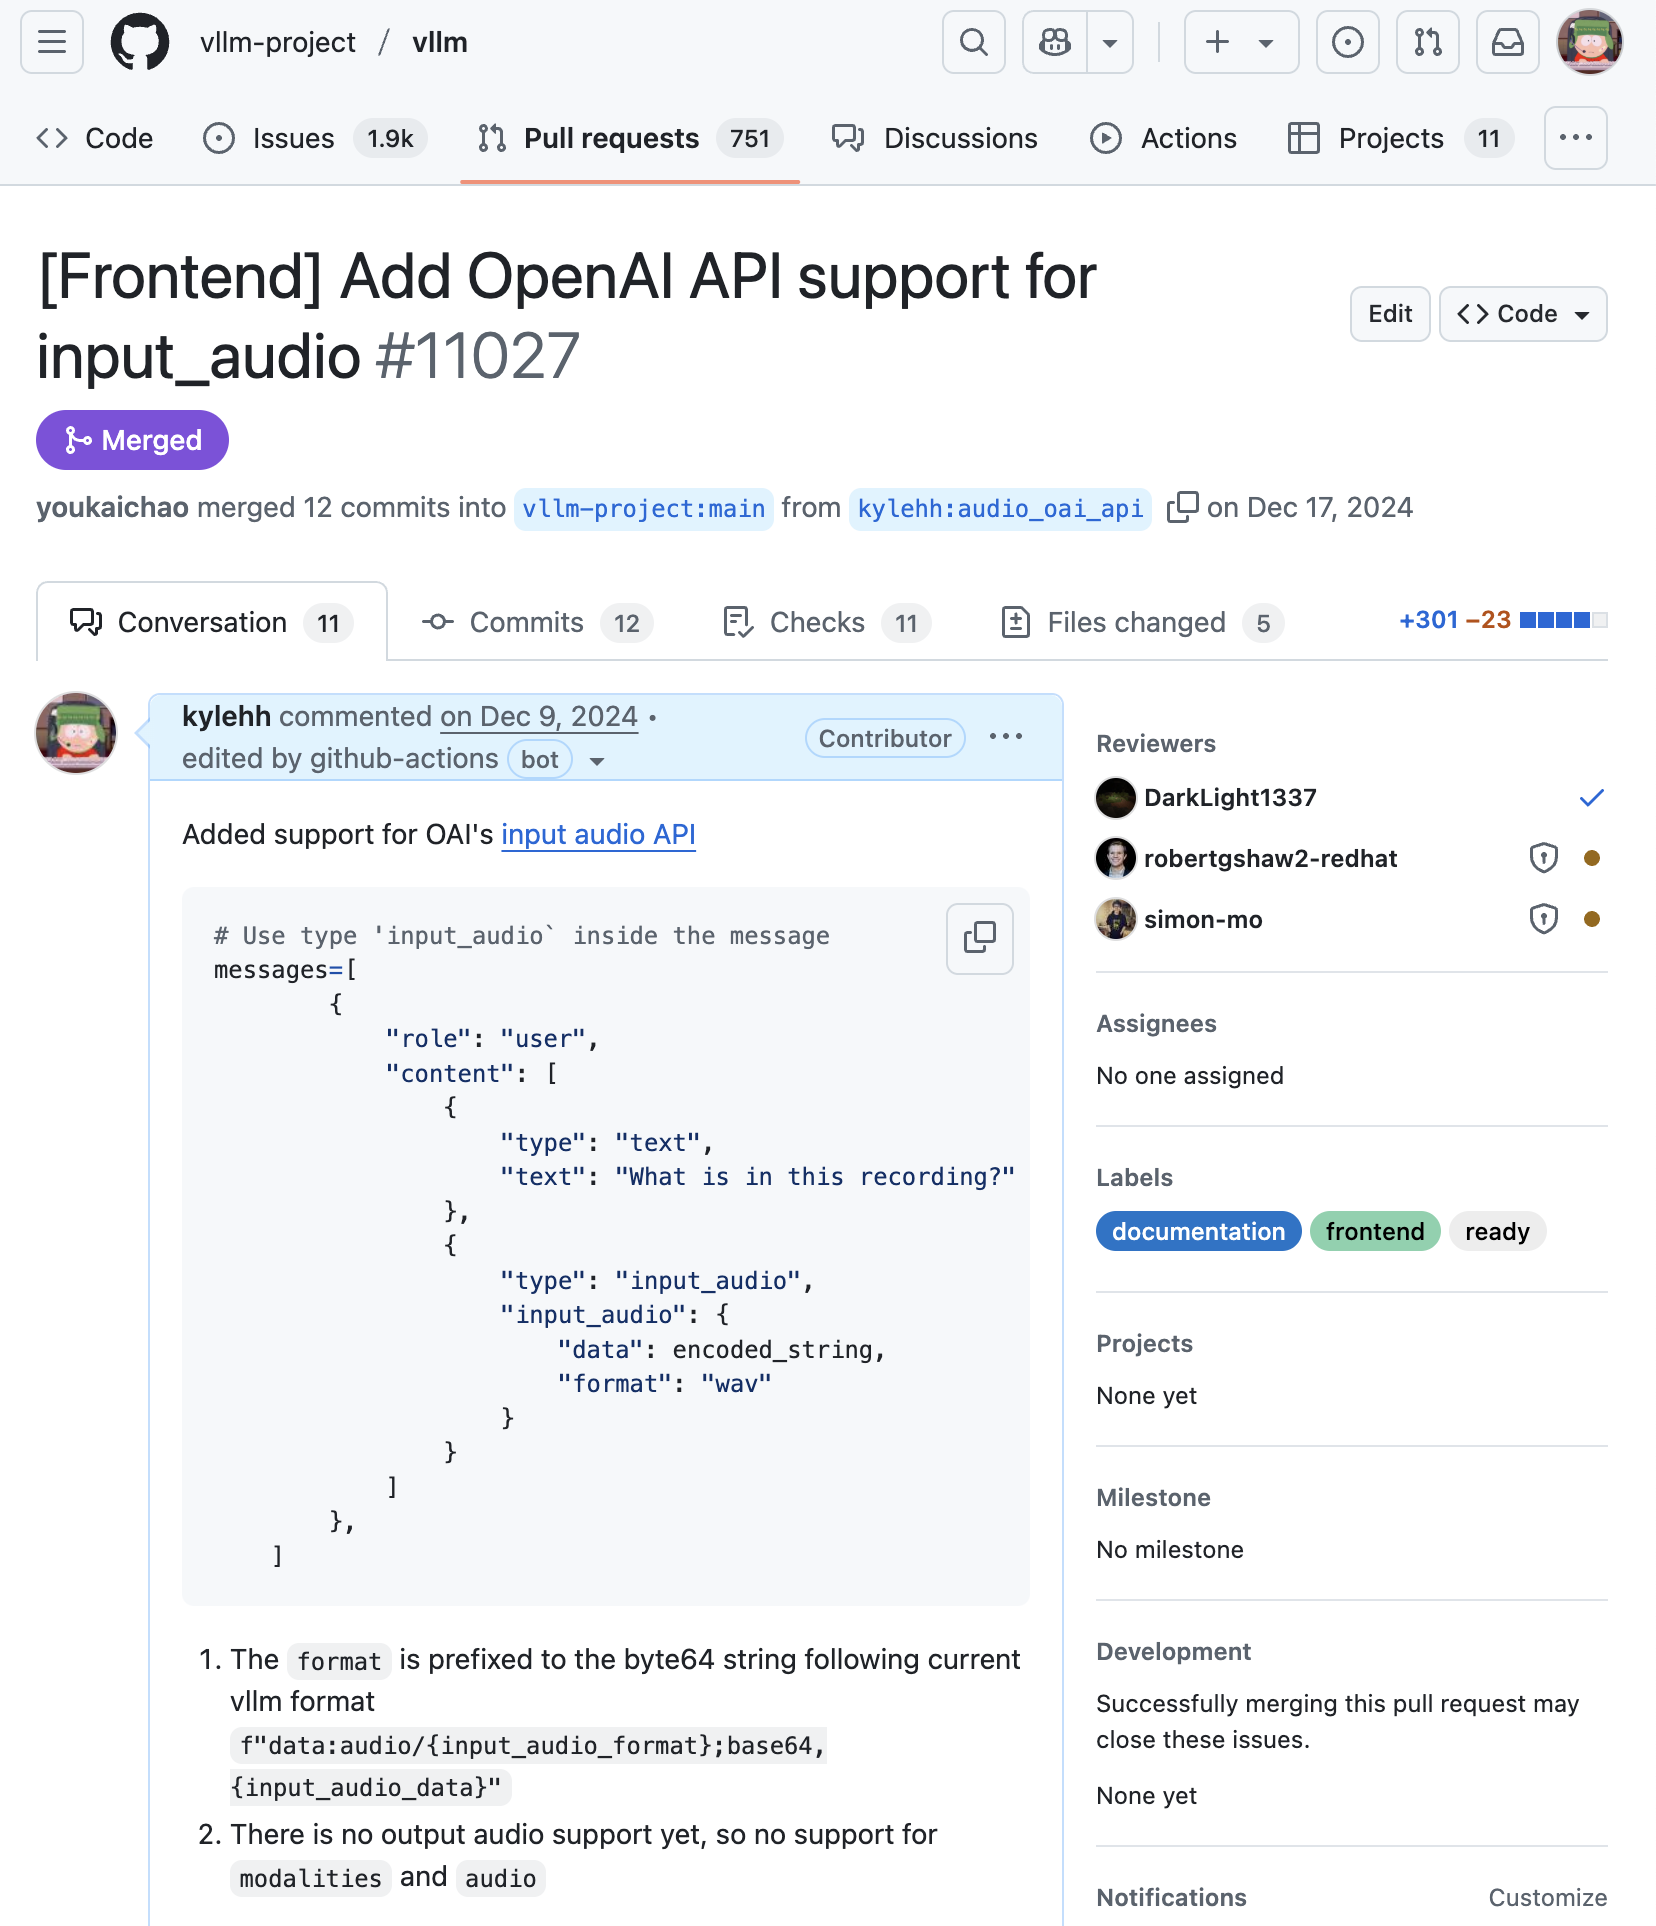 vllm-project / vllm
Code Issues 1.9k Pull requests 751 Discussions Actions Projects 11
[Frontend] Add OpenAI API support for
input_audio #11027
Edit Code
Merged
youkaichao merged 12 commits into vllm-project:main from kylehh:audio_oai_api on Dec 17, 2024
Conversation 11 Commits 12 Checks 11 Files changed 5 +301 −23
kylehh commented on Dec 9, 2024 •
edited by github-actions bot
Contributor
Added support for OAI's input audio API
# Use type 'input_audio` inside the message
messages=[
        {
            "role": "user",
            "content": [
                {
                    "type": "text",
                    "text": "What is in this recording?"
                },
                {
                    "type": "input_audio",
                    "input_audio": {
                        "data": encoded_string,
                        "format": "wav"
                    }
                }
            ]
        },
    ]
1. The format is prefixed to the byte64 string following current
vllm format
f"data:audio/{input_audio_format};base64,
{input_audio_data}"
2. There is no output audio support yet, so no support for
modalities and audio
Reviewers
DarkLight1337
robertgshaw2-redhat
simon-mo
Assignees
No one assigned
Labels
documentation frontend ready
Projects
None yet
Milestone
No milestone
Development
Successfully merging this pull request may
close these issues.
None yet
Notifications Customize